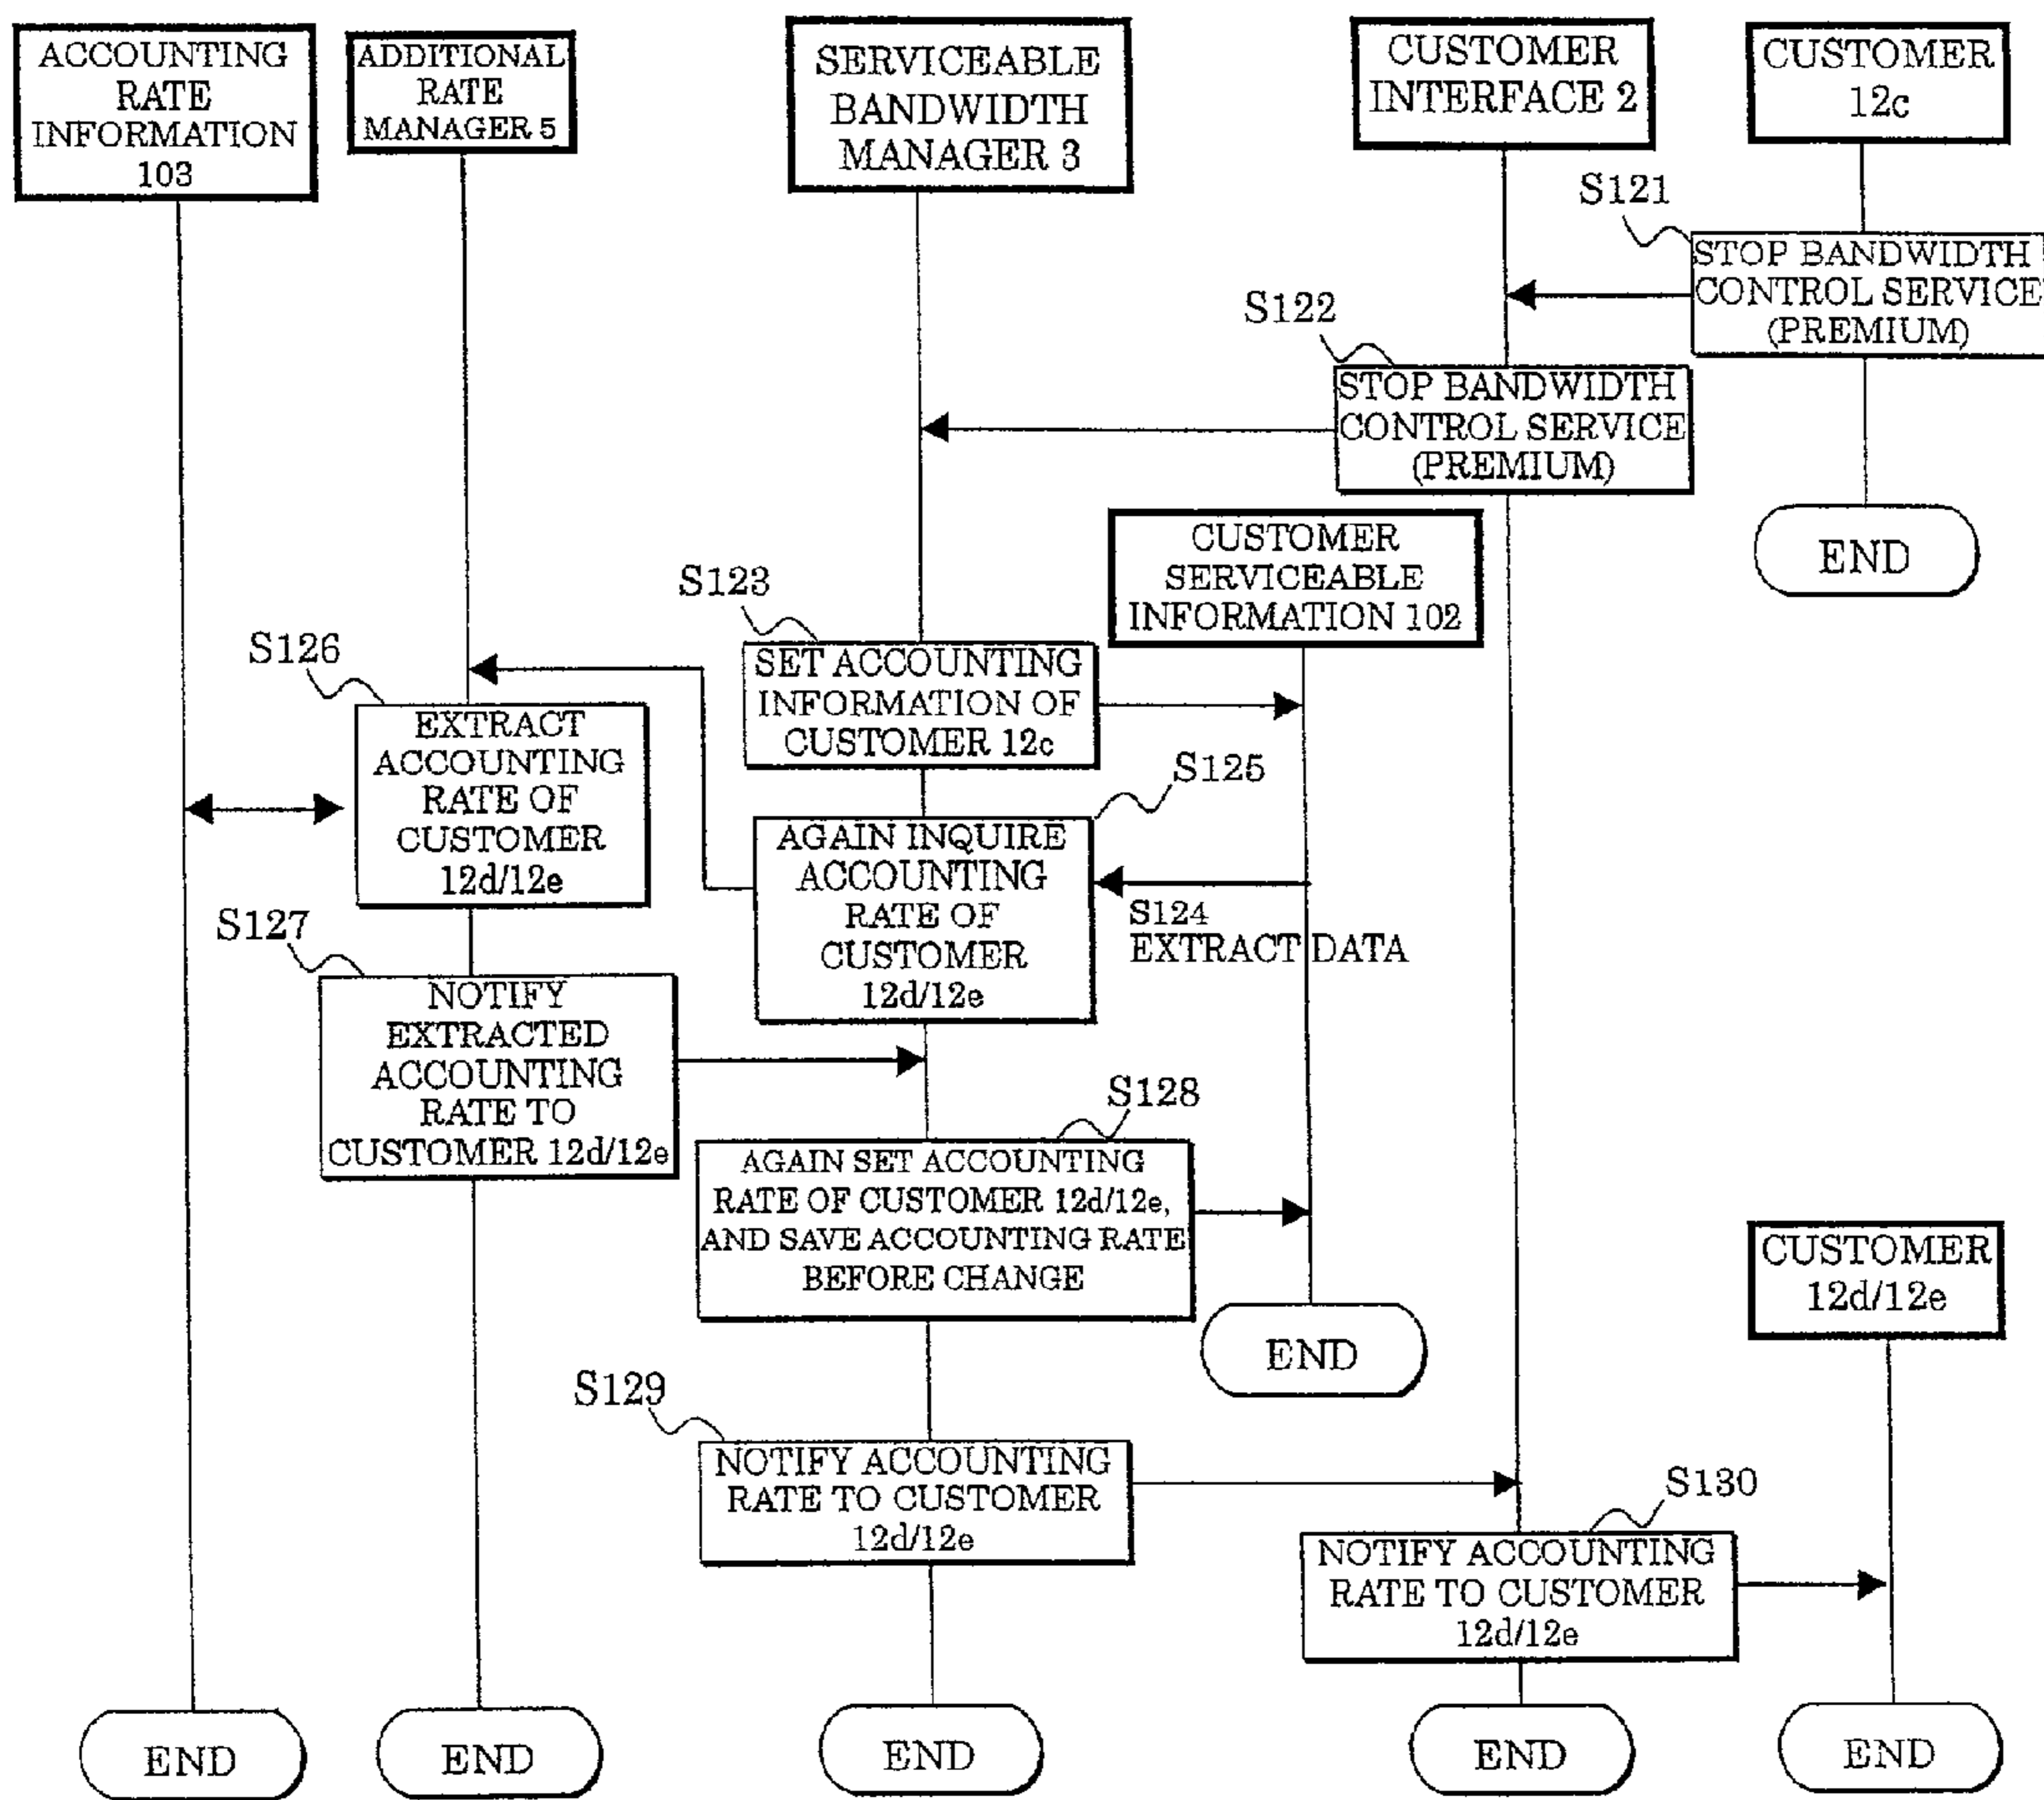 ACCOUNTING
RATE
INFORMATION
103
ADDITIONAL
RATE
MANAGER 5
SERVICEABLE
BANDWIDTH
MANAGER 3
CUSTOMER
INTERFACE 2
CUSTOMER
12c
S121
STOP BANDWIDTH
CONTROL SERVICE
(PREMIUM)
S122
STOP BANDWIDTH
CONTROL SERVICE
(PREMIUM)
END
CUSTOMER
SERVICEABLE
INFORMATION 102
S123
SET ACCOUNTING
INFORMATION OF
CUSTOMER 12c
S126
EXTRACT
ACCOUNTING
RATE OF
CUSTOMER
12d/12e
S125
AGAIN INQUIRE
ACCOUNTING
RATE OF
CUSTOMER
12d/12e
S124
EXTRACT DATA
S127
NOTIFY
EXTRACTED
ACCOUNTING
RATE TO
CUSTOMER 12d/12e
S128
AGAIN SET ACCOUNTING
RATE OF CUSTOMER 12d/12e,
AND SAVE ACCOUNTING RATE
BEFORE CHANGE
CUSTOMER
12d/12e
END
S129
NOTIFY ACCOUNTING
RATE TO CUSTOMER
12d/12e
S130
NOTIFY ACCOUNTING
RATE TO CUSTOMER
12d/12e
END
END
END
END
END